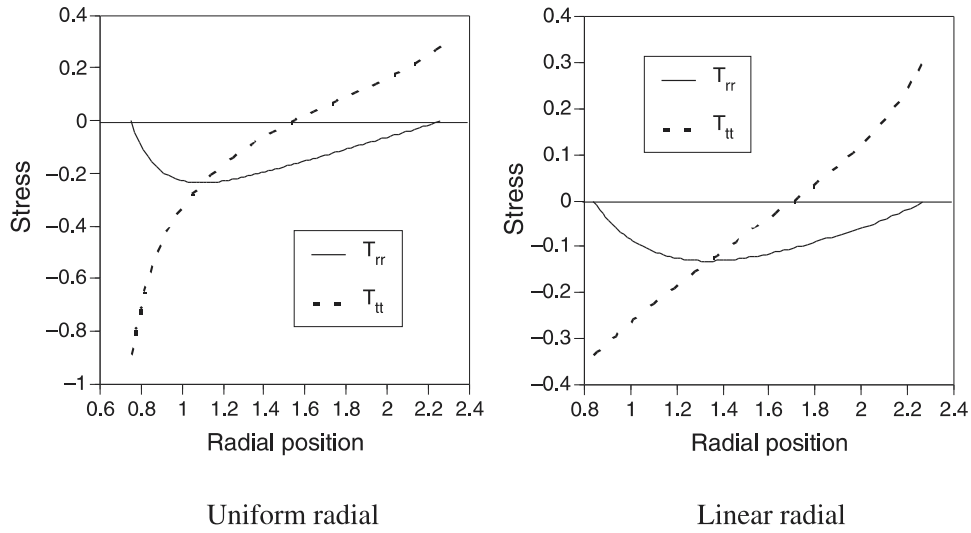 0.4
0.2
0
−0.2
−0.4
−0.6
−0.8
−1
Stress
T_rr
T_tt
0.6 0.8 1 1.2 1.4 1.6 1.8 2 2.2 2.4
Radial position
Uniform radial
0.4
0.3
0.2
0.1
0
−0.1
−0.2
−0.3
−0.4
Stress
T_rr
T_tt
0.8 1 1.2 1.4 1.6 1.8 2 2.2 2.4
Radial position
Linear radial